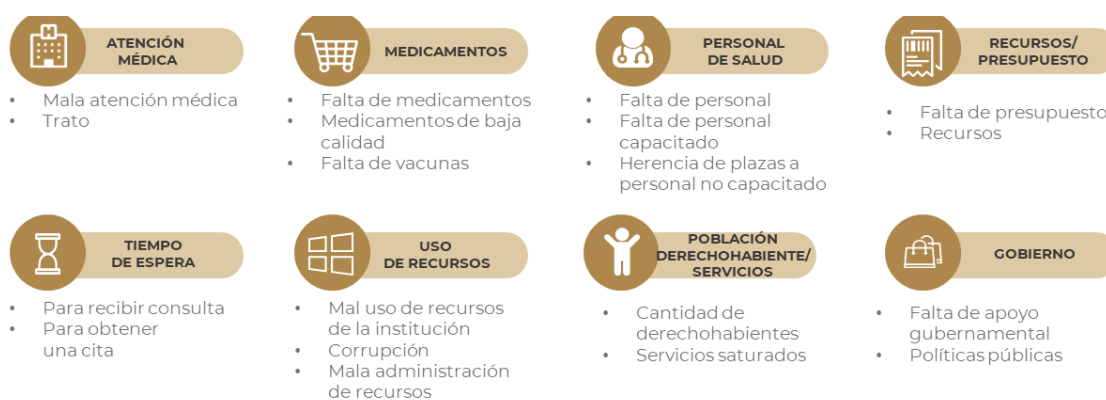 ATENCIÓN
MÉDICA
• Mala atención médica
• Trato
MEDICAMENTOS
• Falta de medicamentos
• Medicamentos de baja
calidad
• Falta de vacunas
PERSONAL
DE SALUD
• Falta de personal
• Falta de personal
capacitado
• Herencia de plazas a
personal no capacitado
RECURSOS/
PRESUPUESTO
• Falta de presupuesto
• Recursos
TIEMPO
DE ESPERA
• Para recibir consulta
• Para obtener
una cita
USO
DE RECURSOS
• Mal uso de recursos
de la institución
• Corrupción
• Mala administración
de recursos
POBLACIÓN
DERECHOHABIENTE/
SERVICIOS
• Cantidad de
derechohabientes
• Servicios saturados
GOBIERNO
• Falta de apoyo
gubernamental
• Políticas públicas